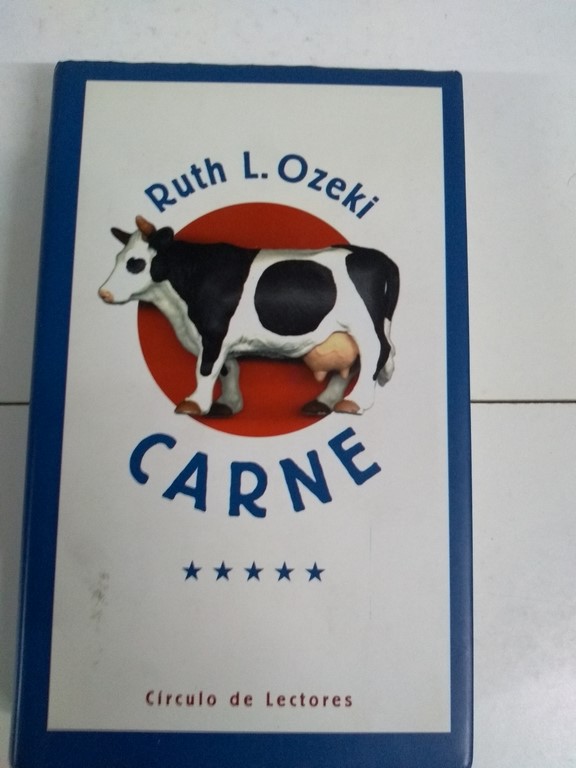 Ruth L. Ozeki
CARNE
Círculo de Lectores